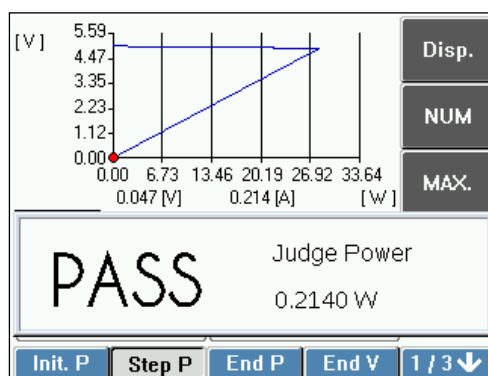 [V]
5.59
4.47
3.35
2.23
1.12
0.00
0.00 6.73 13.46 20.19 26.92 33.64
0.047 [V] 0.214 [A] [W]
Disp.
NUM
MAX.
PASS
Judge Power
0.2140 W
Init. P Step P End P End V 1/3